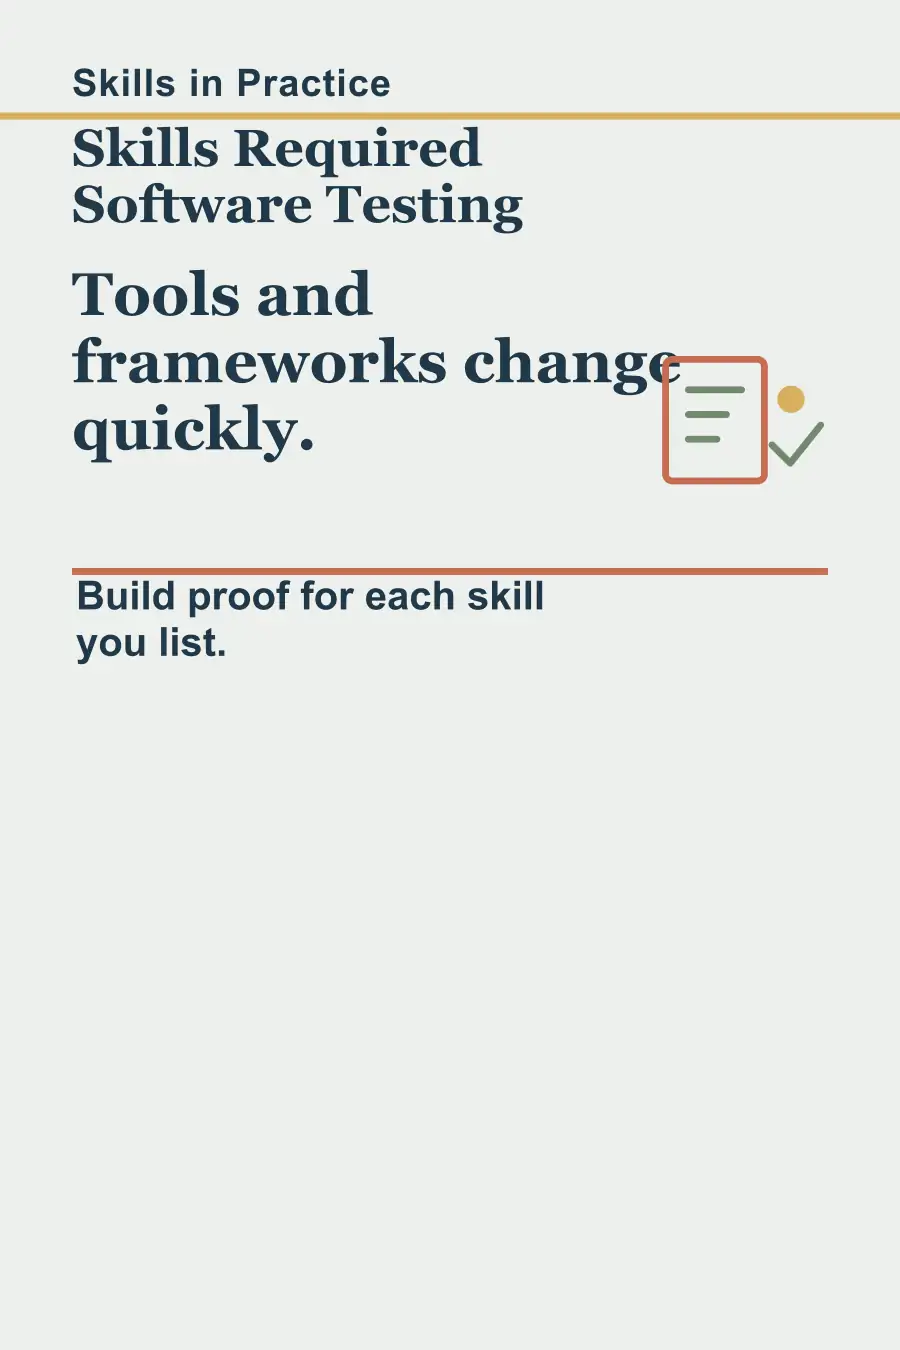 Skills in Practice
Skills Required
Software Testing
Tools and
frameworks change
quickly.
Build proof for each skill
you list.